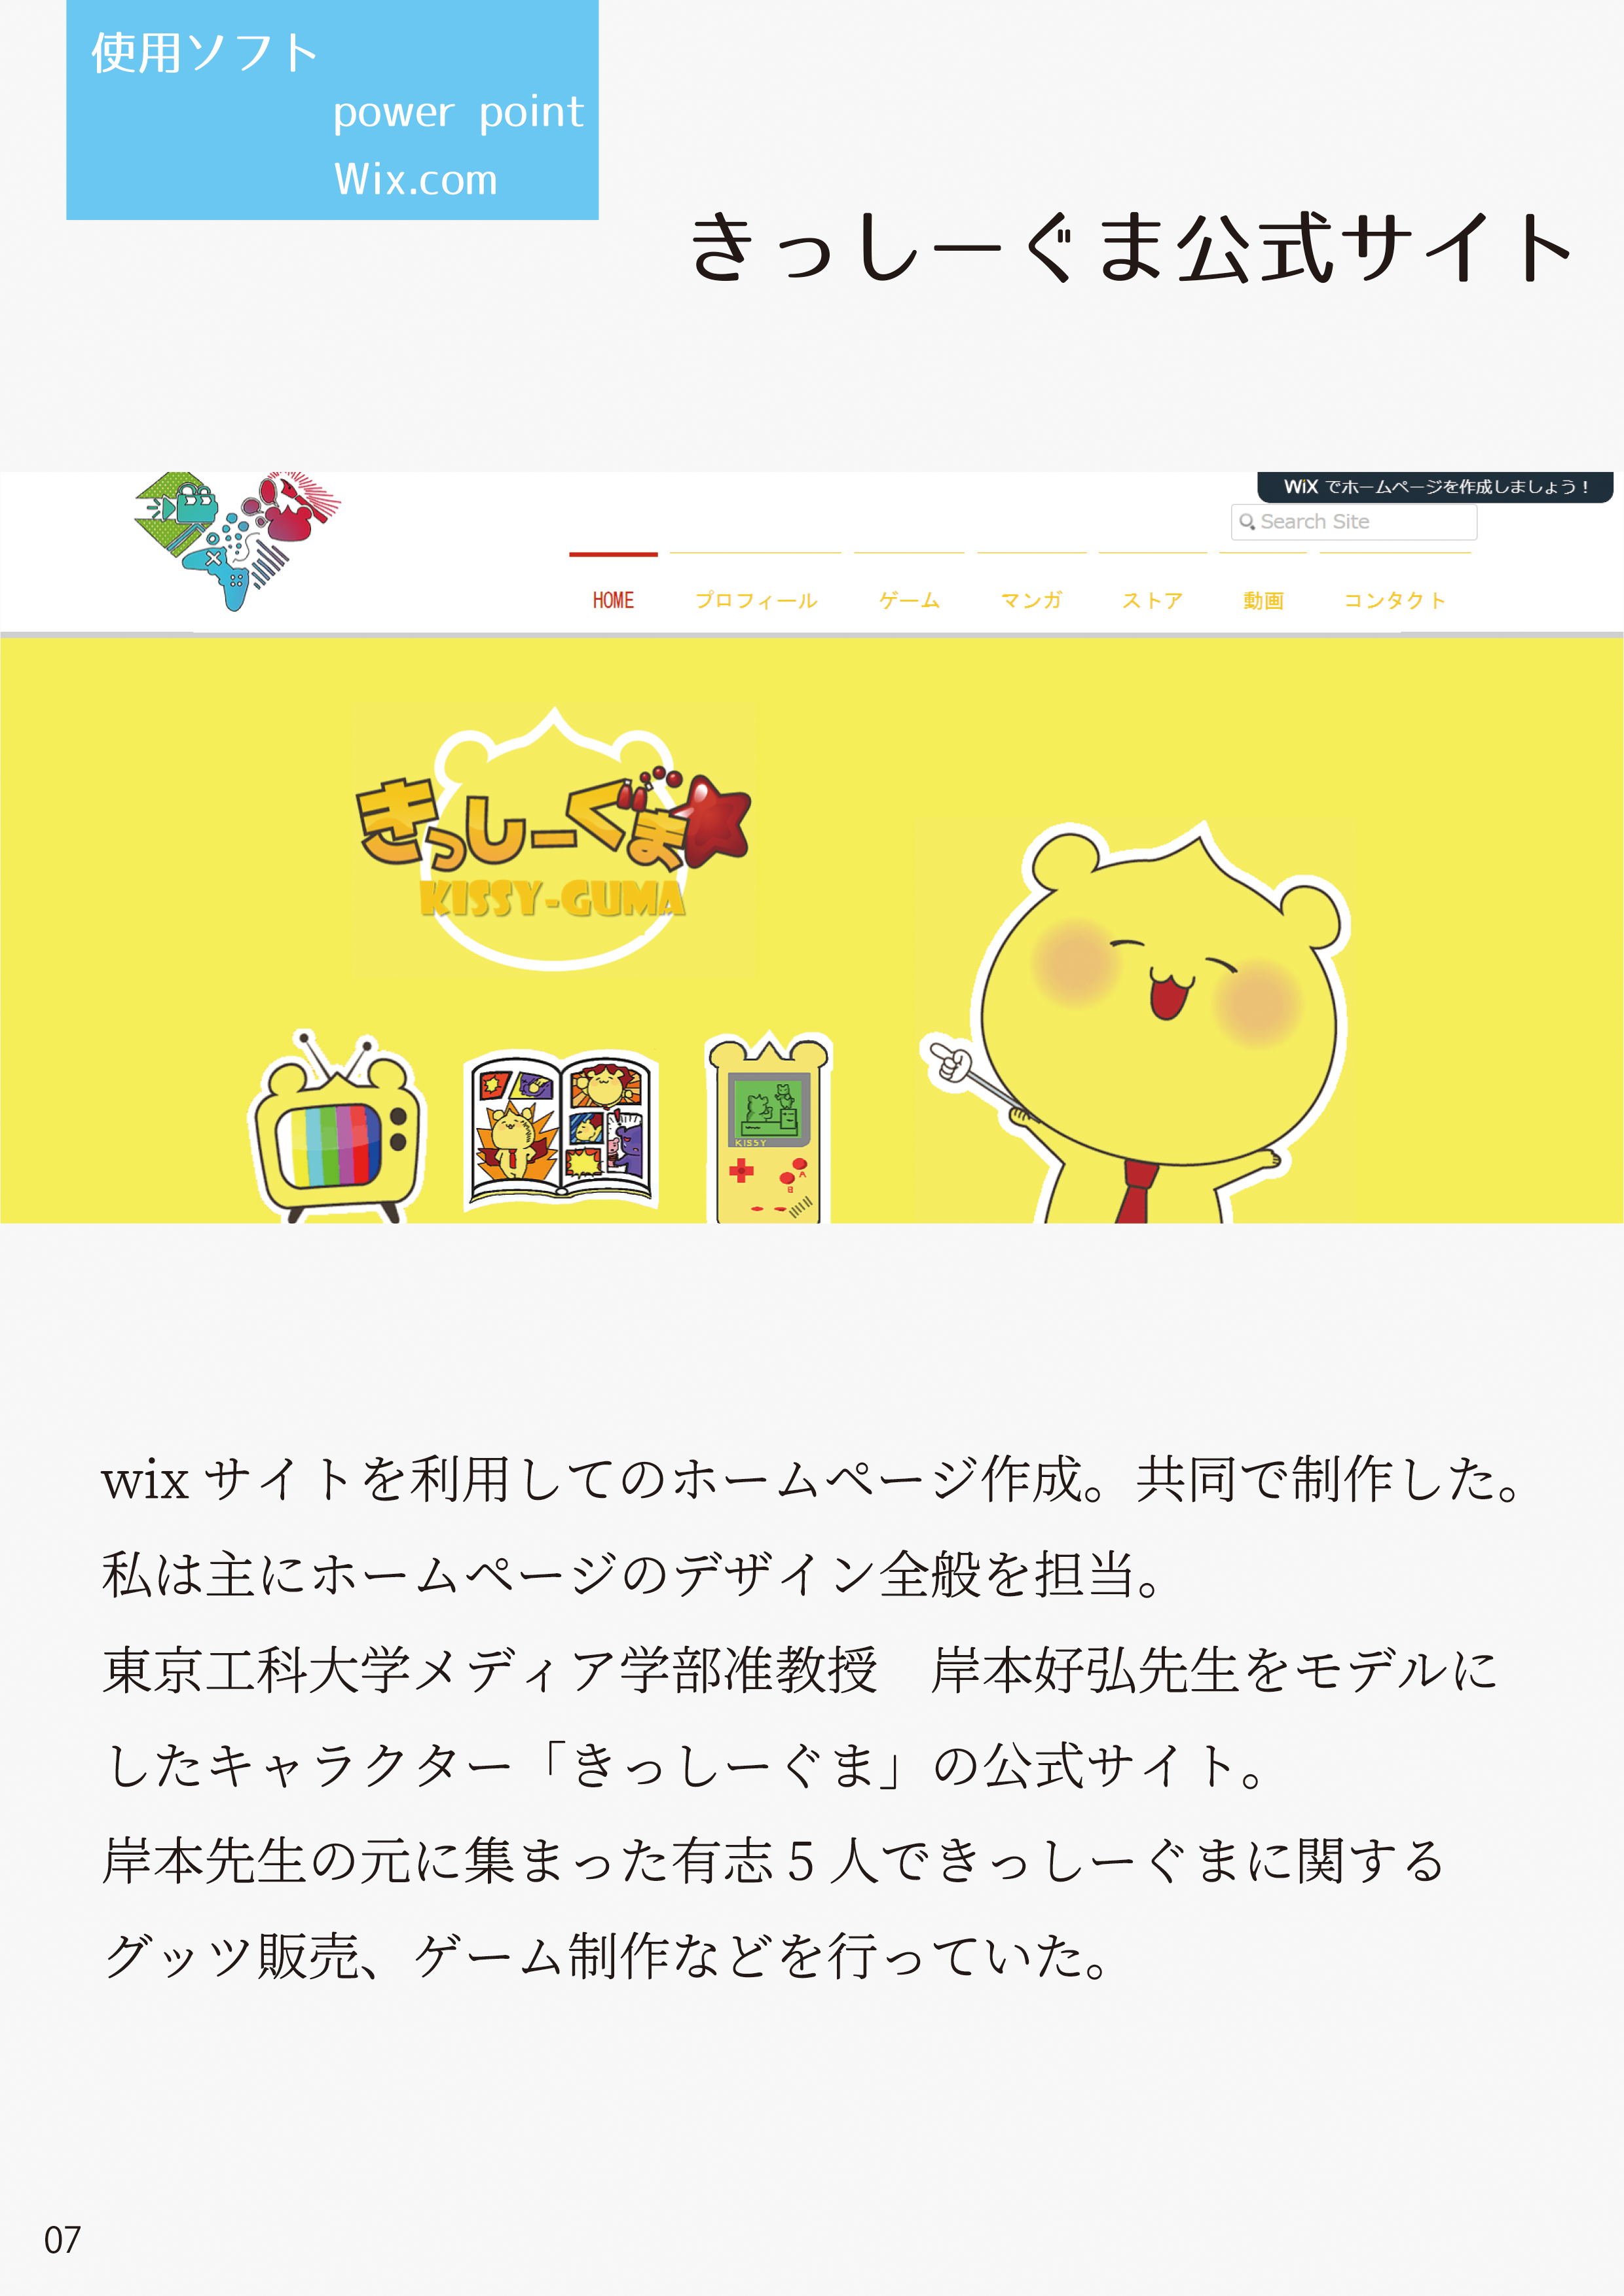 使用ソフト
power point
Wix.com
きっしーぐま公式サイト
WiX でホームページを作成しましょう！
Search Site
HOME プロフィール ゲーム マンガ ストア 動画 コンタクト
きっしーぐま
KISSY-GUMA
KISSY
A
B
wix サイトを利用してのホームページ作成。共同で制作した。
私は主にホームページのデザイン全般を担当。
東京工科大学メディア学部准教授　岸本好弘先生をモデルに
したキャラクター「きっしーぐま」の公式サイト。
岸本先生の元に集まった有志 5 人できっしーぐまに関する
グッツ販売、ゲーム制作などを行っていた。
07